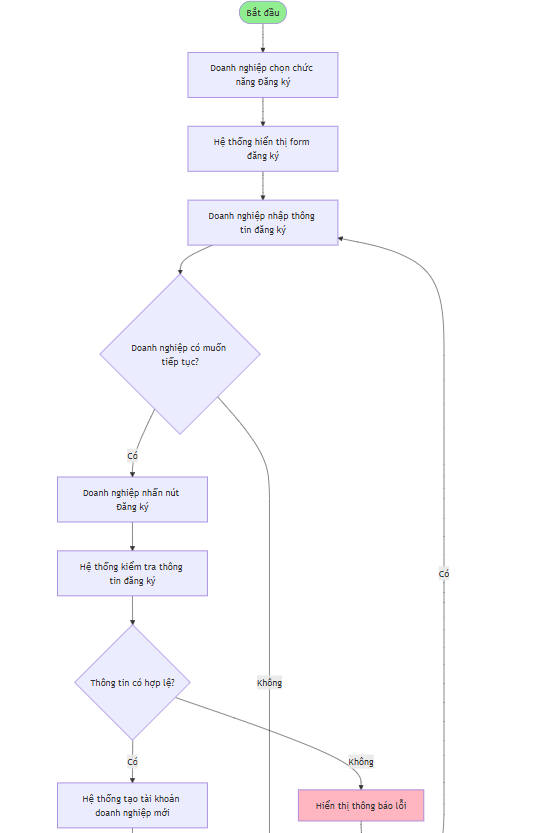 Bắt đầu
Doanh nghiệp chọn chức
năng Đăng ký
Hệ thống hiển thị form
đăng ký
Doanh nghiệp nhập thông
tin đăng ký
Doanh nghiệp có muốn
tiếp tục?
Có
Doanh nghiệp nhấn nút
Đăng ký
Hệ thống kiểm tra thông
tin đăng ký
Có
Thông tin có hợp lệ?
Không
Không
Có
Hệ thống tạo tài khoản
doanh nghiệp mới
Hiển thị thông báo lỗi